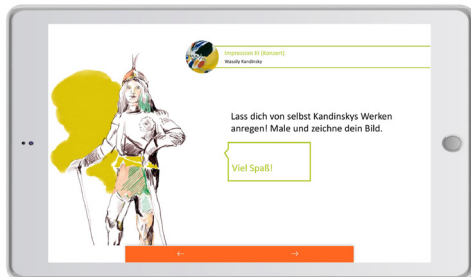 Impression III (Konzert)
Wassily Kandinsky
Lass dich von selbst Kandinskys Werken
anregen! Male und zeichne dein Bild.
Viel Spaß!
← →